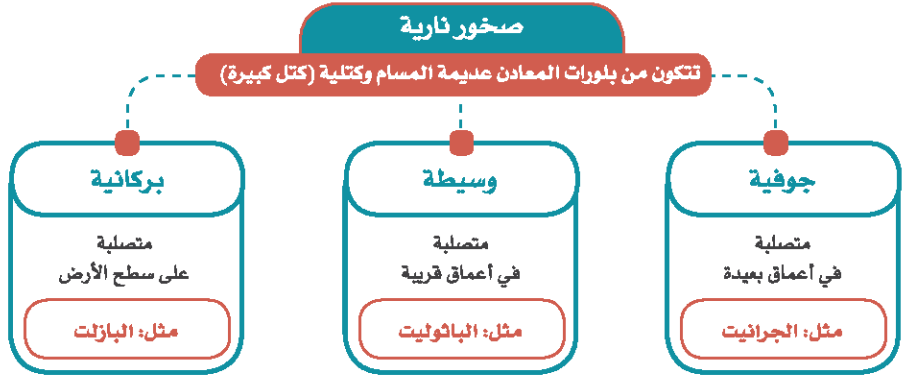 صخور نارية
تتكون من بلورات المعادن عديمة المسام وكتلية (كتل كبيرة)
جوفية
متصلبة
في أعماق بعيدة
مثل: الجرانيت
وسيطة
متصلبة
في أعماق قريبة
مثل: الباثوليت
بركانية
متصلبة
على سطح الأرض
مثل: البازلت